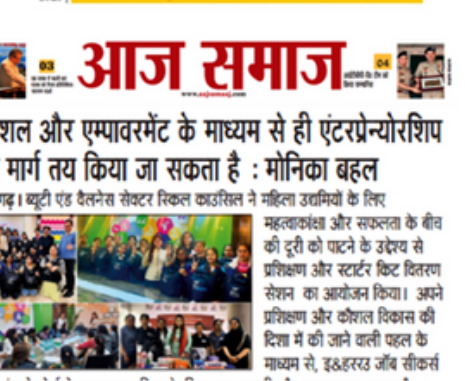 03
आज समाज
04
www.aajsamaaj.com
शल और एम्पावरमेंट के माध्यम से ही एंटरप्रेन्योरशिप
मार्ग तय किया जा सकता है : मोनिका बहल
गढ़। ब्यूटी एंड वैलनेस सेक्टर स्किल काउंसिल ने महिला उद्यमियों के लिए
महत्वाकांक्षा और सफलता के बीच
की दूरी को पाटने के उद्देश्य से
प्रशिक्षण और स्टार्टर किट वितरण
सेशन का आयोजन किया। अपने
प्रशिक्षण और कौशल विकास की
दिशा में की जाने वाली पहल के
माध्यम से, इ&हररउ जॉब सीकर्स